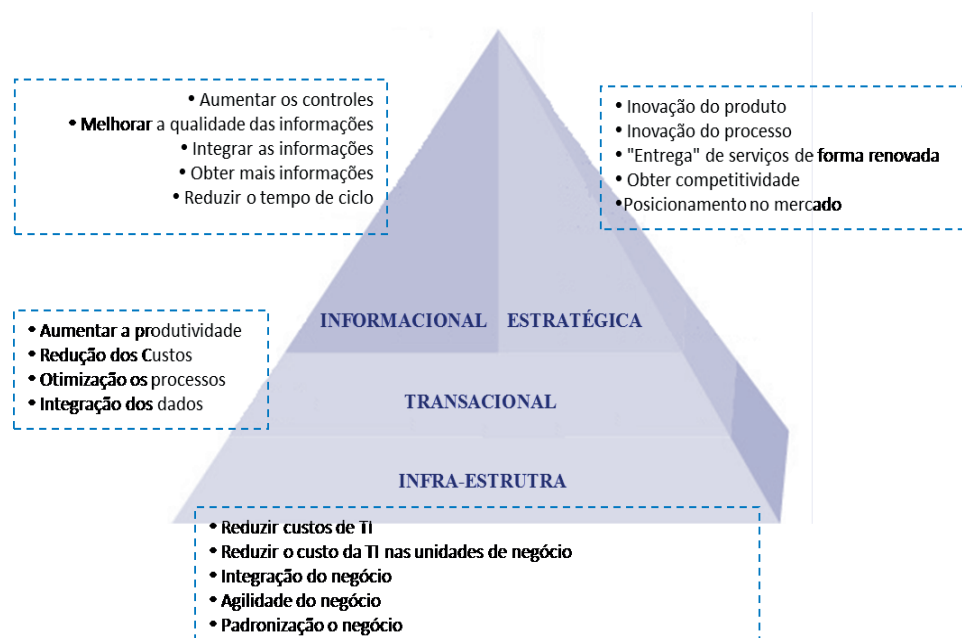 • Aumentar os controles
• Melhorar a qualidade das informações
• Integrar as informações
• Obter mais informações
• Reduzir o tempo de ciclo
• Inovação do produto
• Inovação do processo
• "Entrega" de serviços de forma renovada
• Obter competitividade
•Posicionamento no mercado
INFORMACIONAL ESTRATÉGICA
• Aumentar a produtividade
• Redução dos Custos
• Otimização os processos
• Integração dos dados
TRANSACIONAL
INFRA-ESTRUTRA
• Reduzir custos de TI
• Reduzir o custo da TI nas unidades de negócio
• Integração do negócio
• Agilidade do negócio
• Padronização o negócio